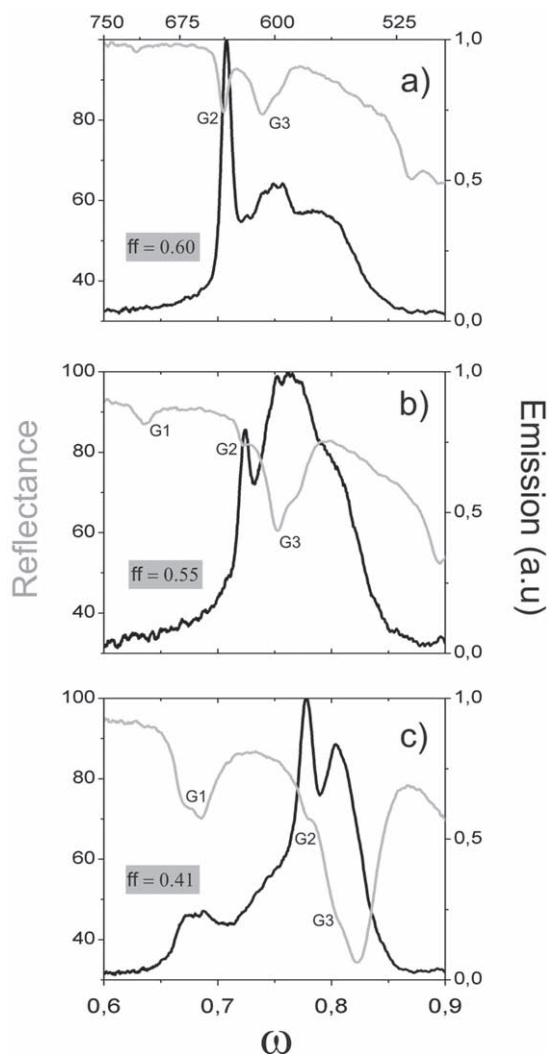 750 675 600 525
a)
1,0
100
80
60
40
0,5
0,0
G2
G3
ff = 0.60
b)
100
80
60
40
1,0
0,5
0,0
G1
G2
G3
ff = 0.55
Reflectance
Emission (a.u)
c)
100
80
60
40
1,0
0,5
0,0
G1
G2
G3
ff = 0.41
0,6 0,7 0,8 0,9
ω